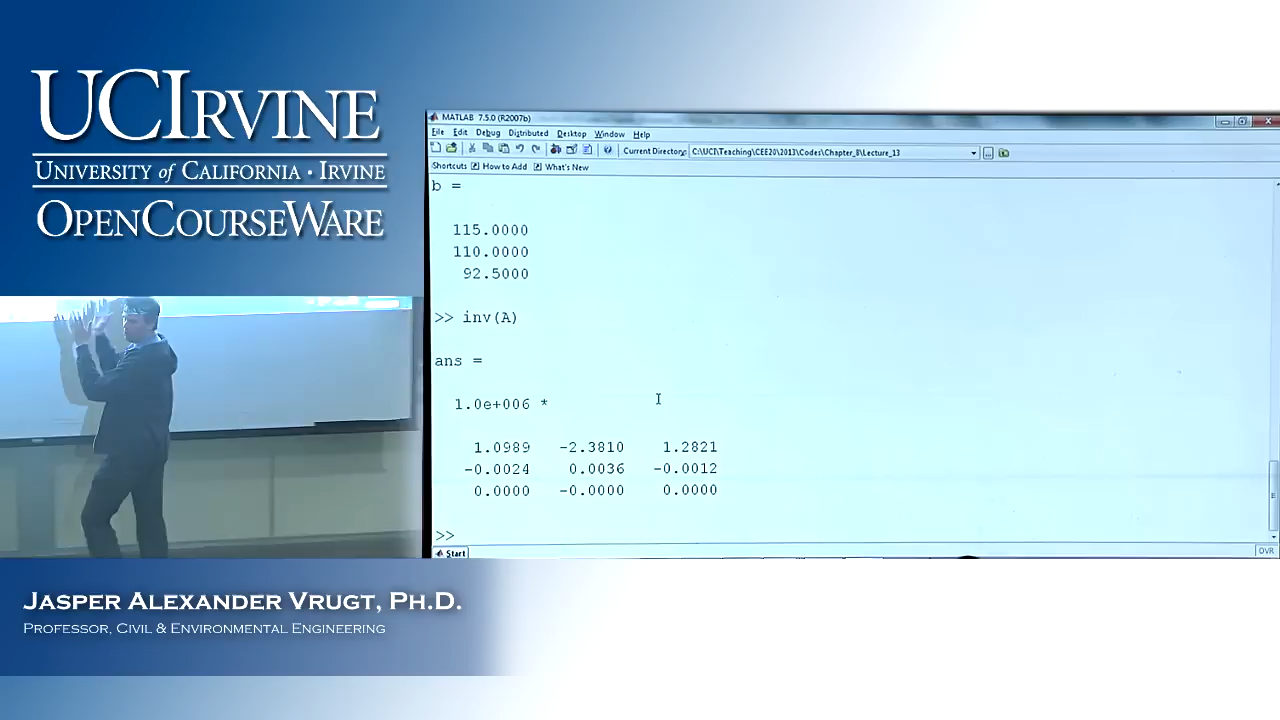 UCIRVINE
UNIVERSITY of CALIFORNIA · IRVINE
OPENCOURSEWARE
MATLAB 7.5.0 (R2007b)
File Edit Debug Distributed Desktop Window Help
Current Directory: C:\UCI\Teaching\CEE20\2013\Codes\Chapter_8\Lecture_13
Shortcuts How to Add What's New
b =
115.0000
110.0000
92.5000
>> inv(A)
ans =
1.0e+006 *
1.0989 -2.3810 1.2821
-0.0024 0.0036 -0.0012
0.0000 -0.0000 0.0000
>>
Start
OVR
JASPER ALEXANDER VRUGT, PH.D.
PROFESSOR, CIVIL & ENVIRONMENTAL ENGINEERING